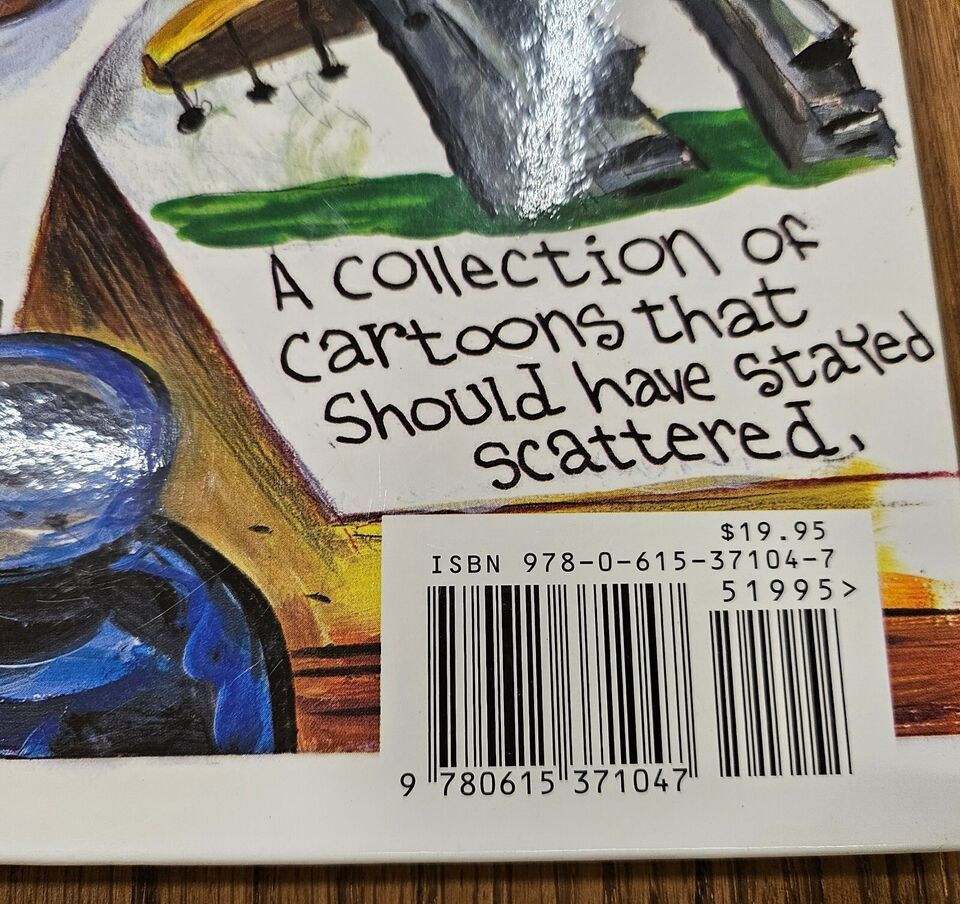 A collection of
cartoons that
Should have stayed
scattered.
$19.95
ISBN 978-0-615-37104-7
51995>
9 780615 371047